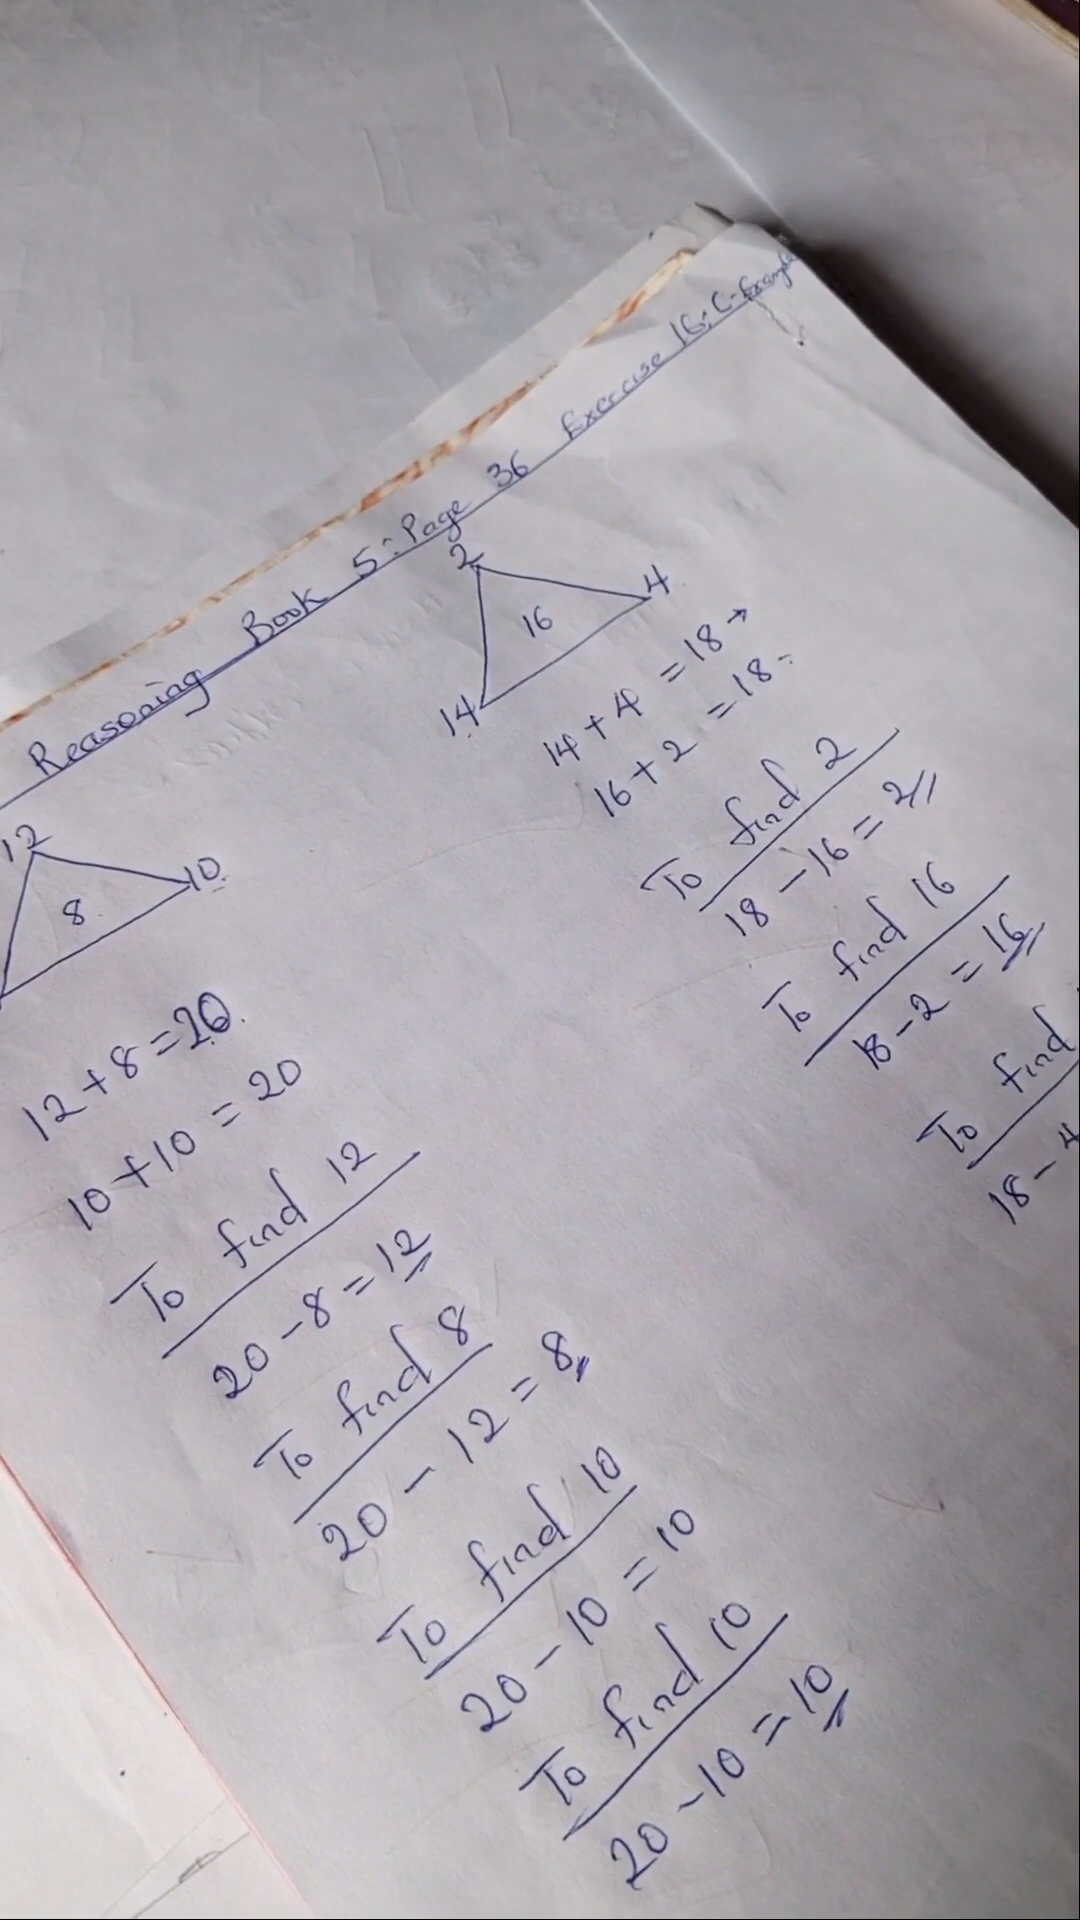 Reasoning Book 5: Page 36 Exercise 16: C- Example
12
10
8
12 + 8 = 20
10 + 10 = 20
To find 12
20 - 8 = 12
To find 8
20 - 12 = 8
To find 10
20 - 10 = 10
To find 10
20 - 10 = 10
2
4
16
14
14 + 4 = 18 →
16 + 2 = 18
To find 2
18 - 16 = 2
To find 16
18 - 2 = 16
To find
18 - 4